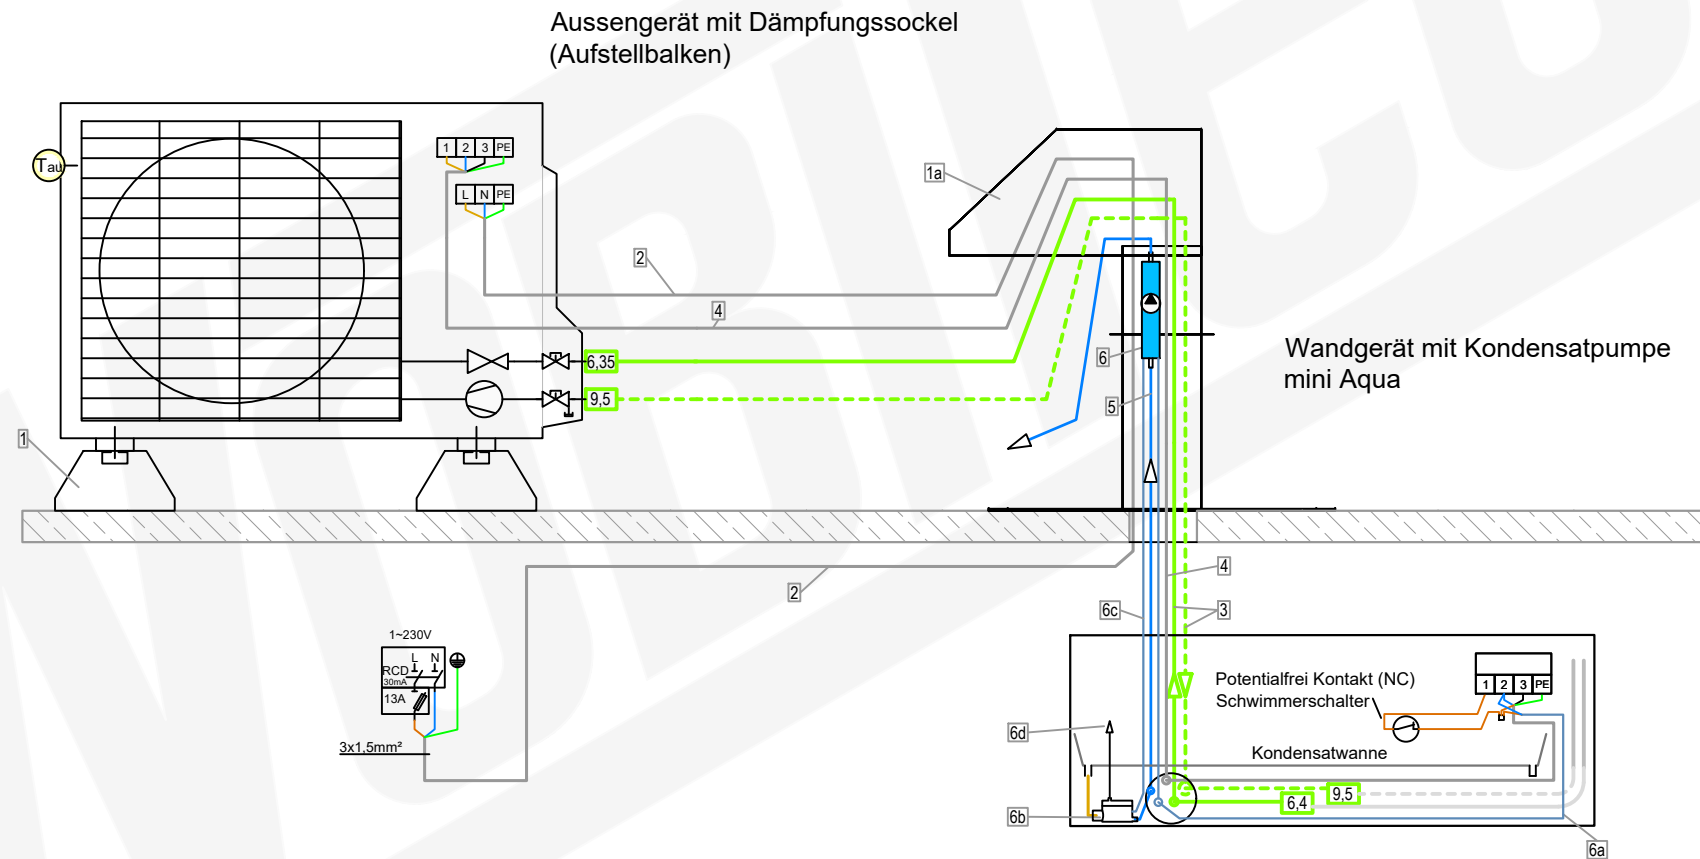 Aussengerät mit Dämpfungssockel
(Aufstellbalken)
1 2 3 PE
Tau
L N PE
1a
2
4
6,35
9,5
6
5
Wandgerät mit Kondensatpumpe
mini Aqua
1
2
4
6c
3
1~230V
L N
RCD
30mA
13A
3x1,5mm²
Potentialfrei Kontakt (NC)
Schwimmerschalter
1 2 3 PE
6d
Kondensatwanne
9,5
6,4
6b
6a